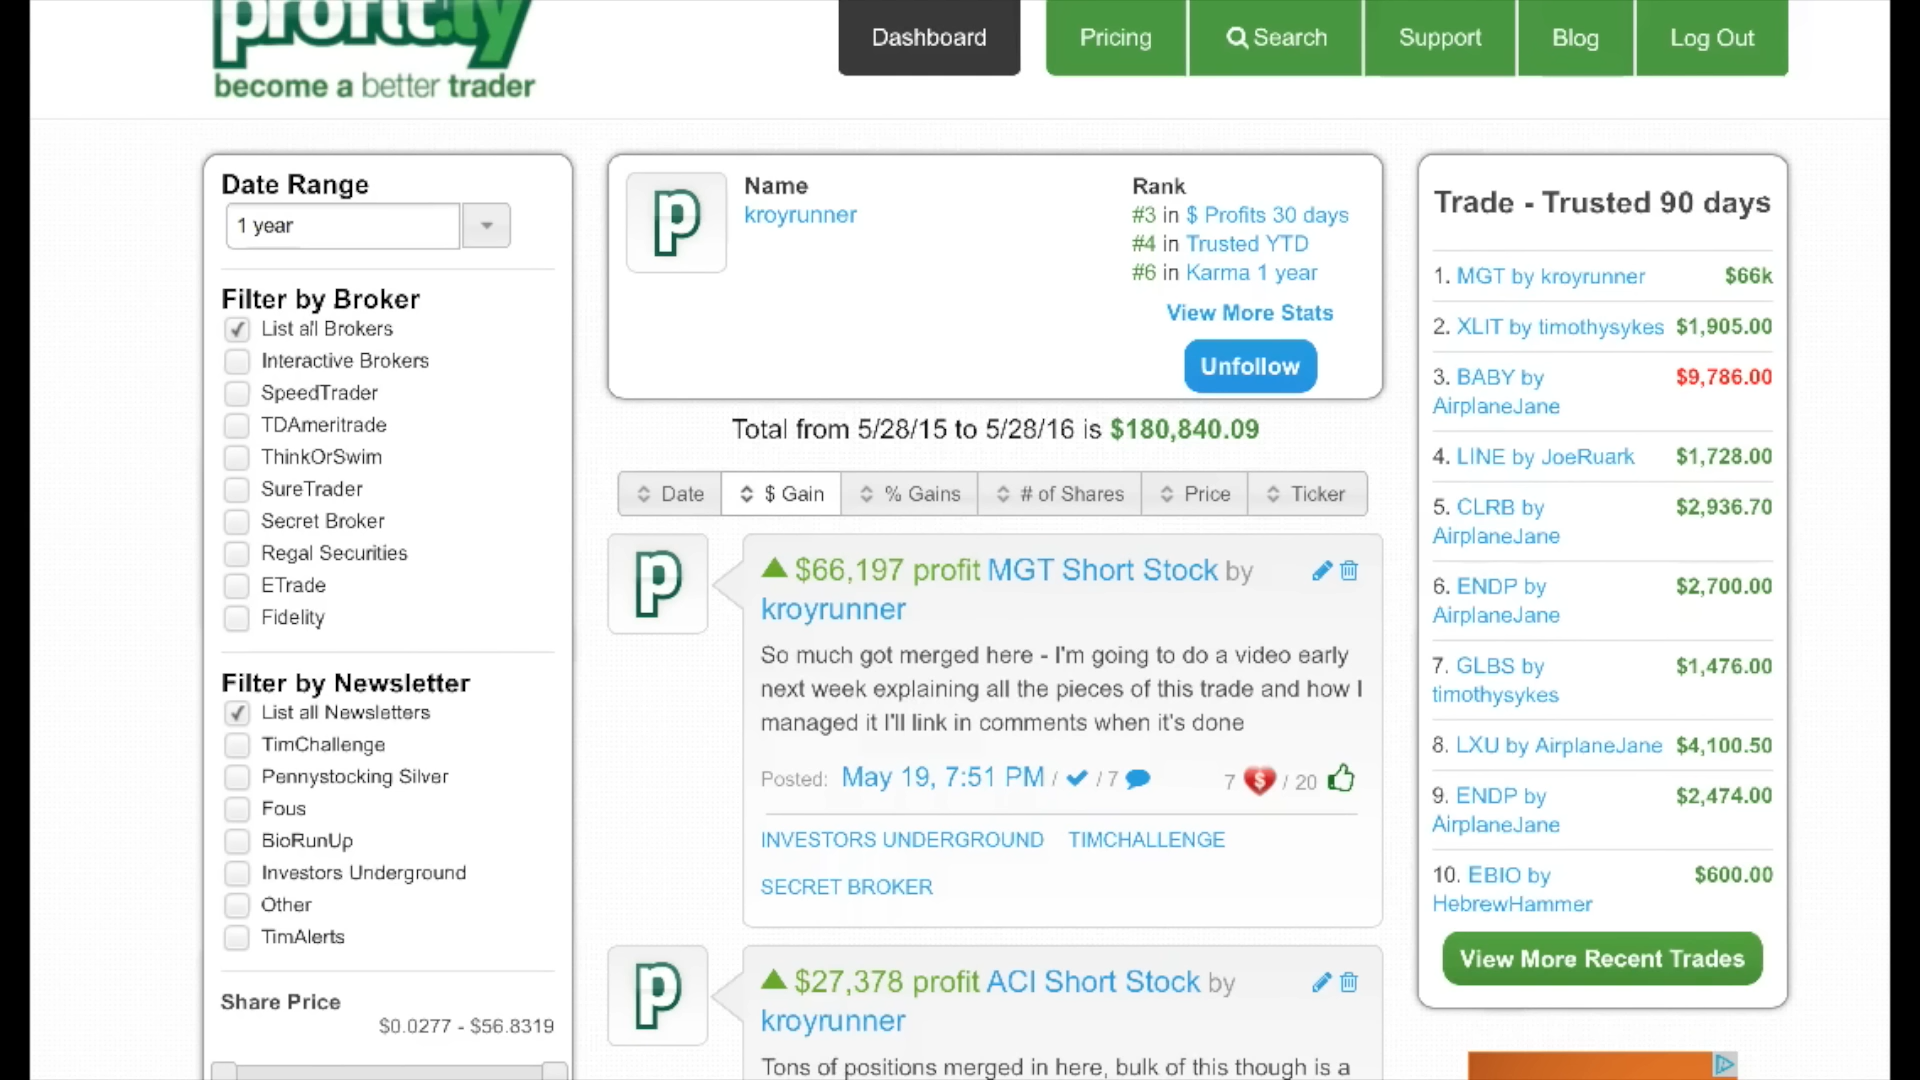 profit.ly
become a better trader
Dashboard
Pricing
Search
Support
Blog
Log Out
Date Range
1 year
Filter by Broker
List all Brokers
Interactive Brokers
SpeedTrader
TDAmeritrade
ThinkOrSwim
SureTrader
Secret Broker
Regal Securities
ETrade
Fidelity
Filter by Newsletter
List all Newsletters
TimChallenge
Pennystocking Silver
Fous
BioRunUp
Investors Underground
Other
TimAlerts
Share Price
$0.0277 - $56.8319
Name
kroyrunner
Rank
#3 in $ Profits 30 days
#4 in Trusted YTD
#6 in Karma 1 year
View More Stats
Unfollow
Total from 5/28/15 to 5/28/16 is $180,840.09
Date
$ Gain
% Gains
# of Shares
Price
Ticker
$66,197 profit MGT Short Stock by
kroyrunner
So much got merged here - I'm going to do a video early
next week explaining all the pieces of this trade and how I
managed it I'll link in comments when it's done
Posted: May 19, 7:51 PM / / 7
7 $ / 20
INVESTORS UNDERGROUND TIMCHALLENGE
SECRET BROKER
$27,378 profit ACI Short Stock by
kroyrunner
Tons of positions merged in here, bulk of this though is a
Trade - Trusted 90 days
1. MGT by kroyrunner $66k
2. XLIT by timothysykes $1,905.00
3. BABY by $9,786.00
AirplaneJane
4. LINE by JoeRuark $1,728.00
5. CLRB by $2,936.70
AirplaneJane
6. ENDP by $2,700.00
AirplaneJane
7. GLBS by $1,476.00
timothysykes
8. LXU by AirplaneJane $4,100.50
9. ENDP by $2,474.00
AirplaneJane
10. EBIO by $600.00
HebrewHammer
View More Recent Trades